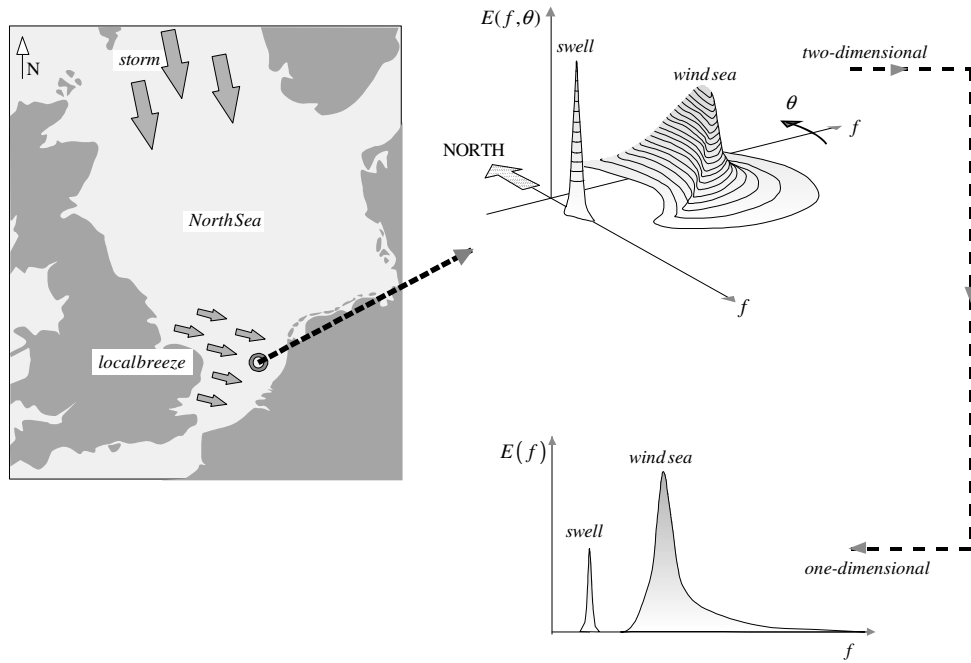 N
storm
NorthSea
localbreeze
E(f,θ)
swell
wind sea
two-dimensional
θ
f
NORTH
f
E(f)
wind sea
swell
one-dimensional
f